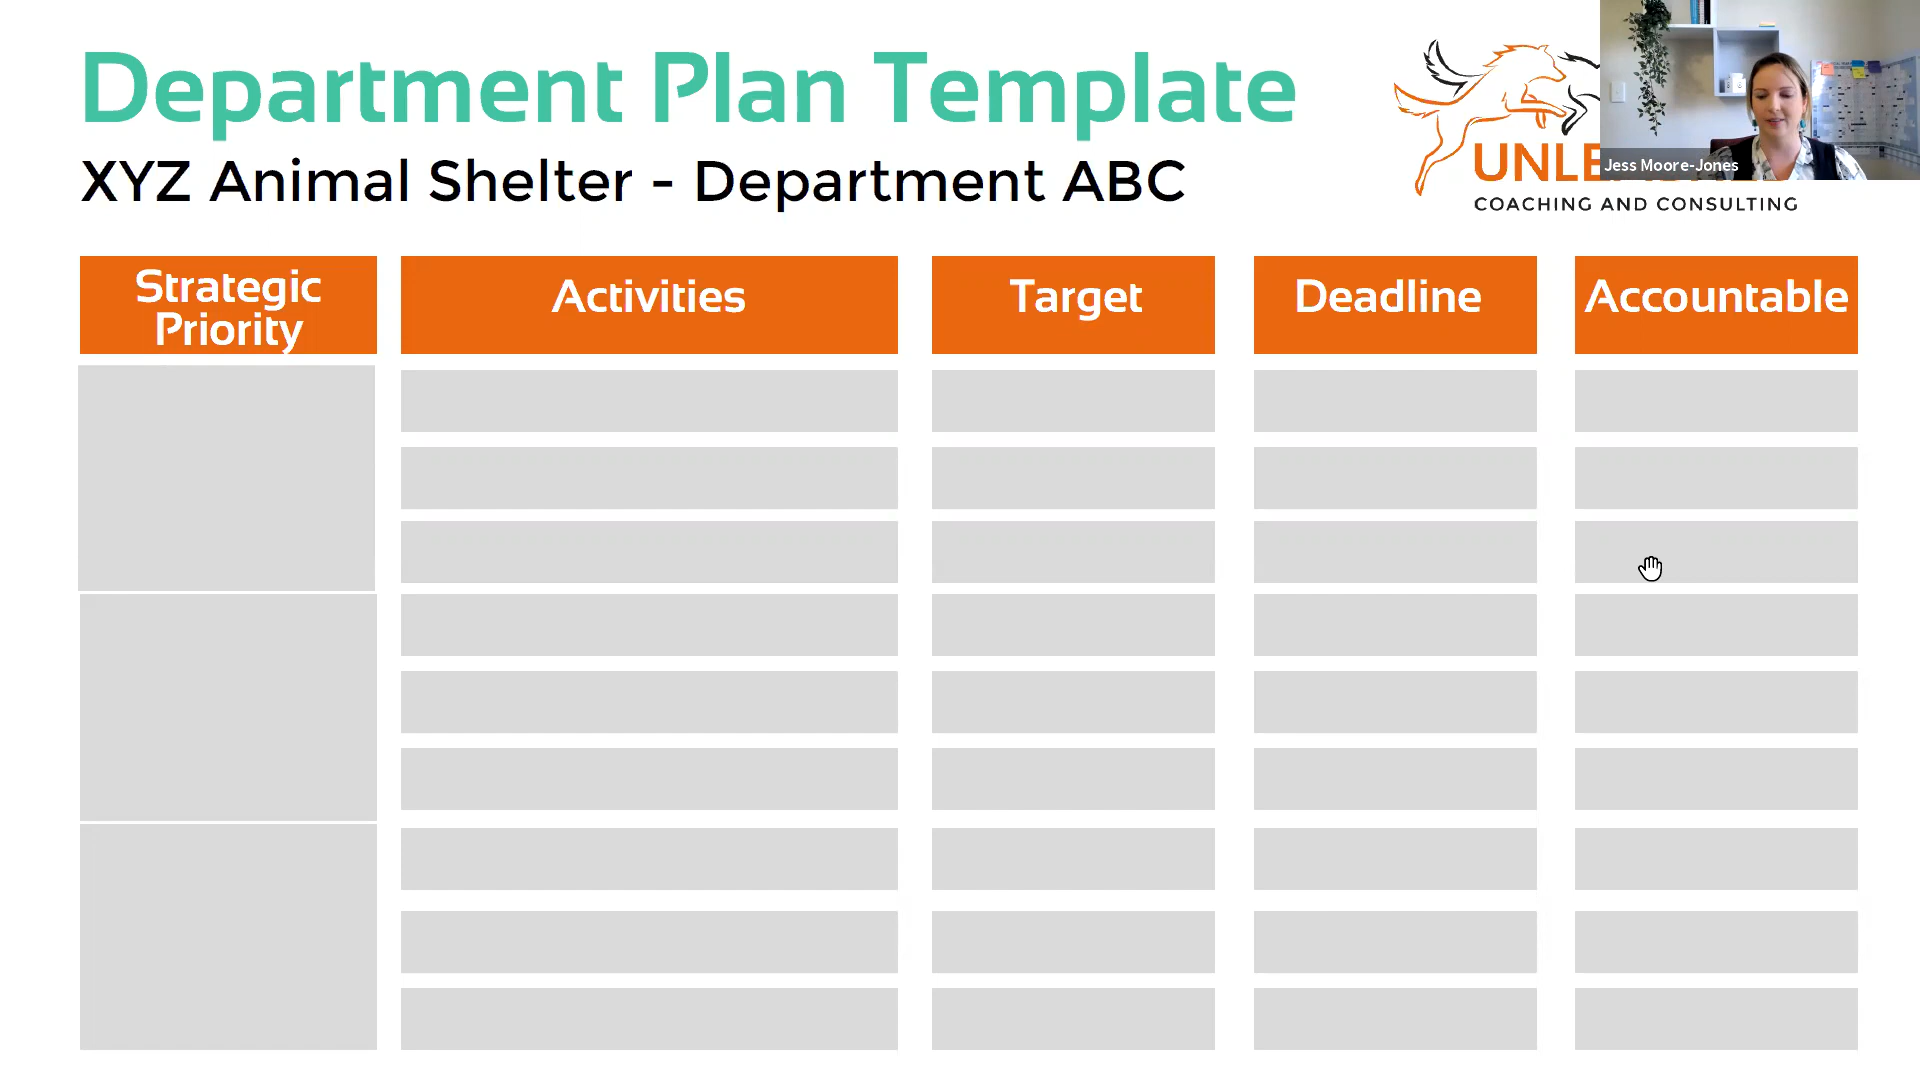 Department Plan Template
XYZ Animal Shelter - Department ABC
UNLE
Jess Moore-Jones
COACHING AND CONSULTING
Strategic Priority
Activities
Target
Deadline
Accountable